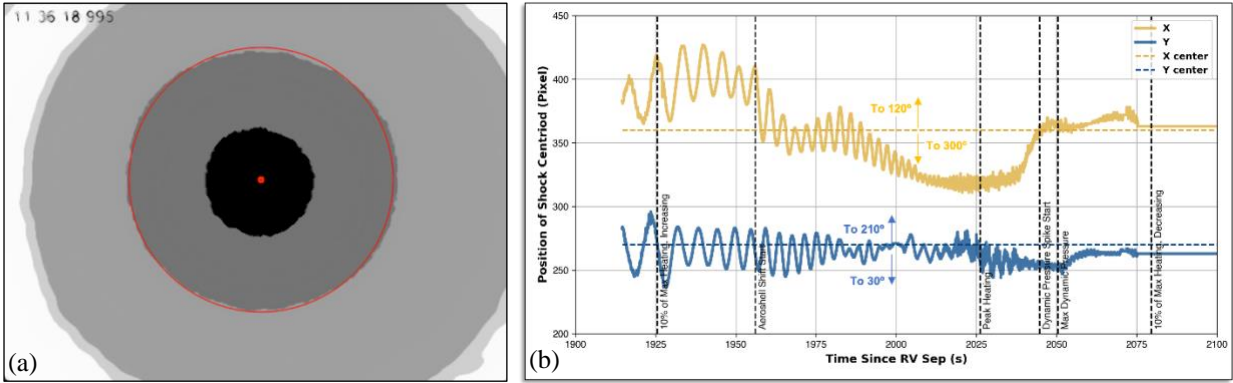 11 36 18 995
(a)
Position of Shock Centriod (Pixel)
450
400
350
300
250
200
X
Y
X center
Y center
To 120°
To 300°
To 210°
To 30°
10% of Max Heating, Increasing
Aeroshell Shift Start
Peak Heating
Dynamic Pressure Spike Start
Max Dynamic Pressure
10% of Max Heating, Decreasing
1900 1925 1950 1975 2000 2025 2050 2075 2100
Time Since RV Sep (s)
(b)